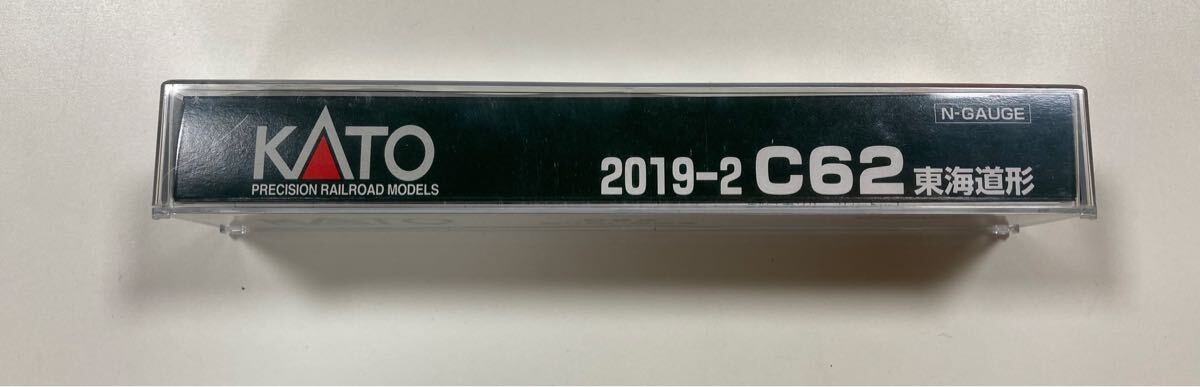 KATO
PRECISION RAILROAD MODELS
N-GAUGE
2019-2 C62 東海道形